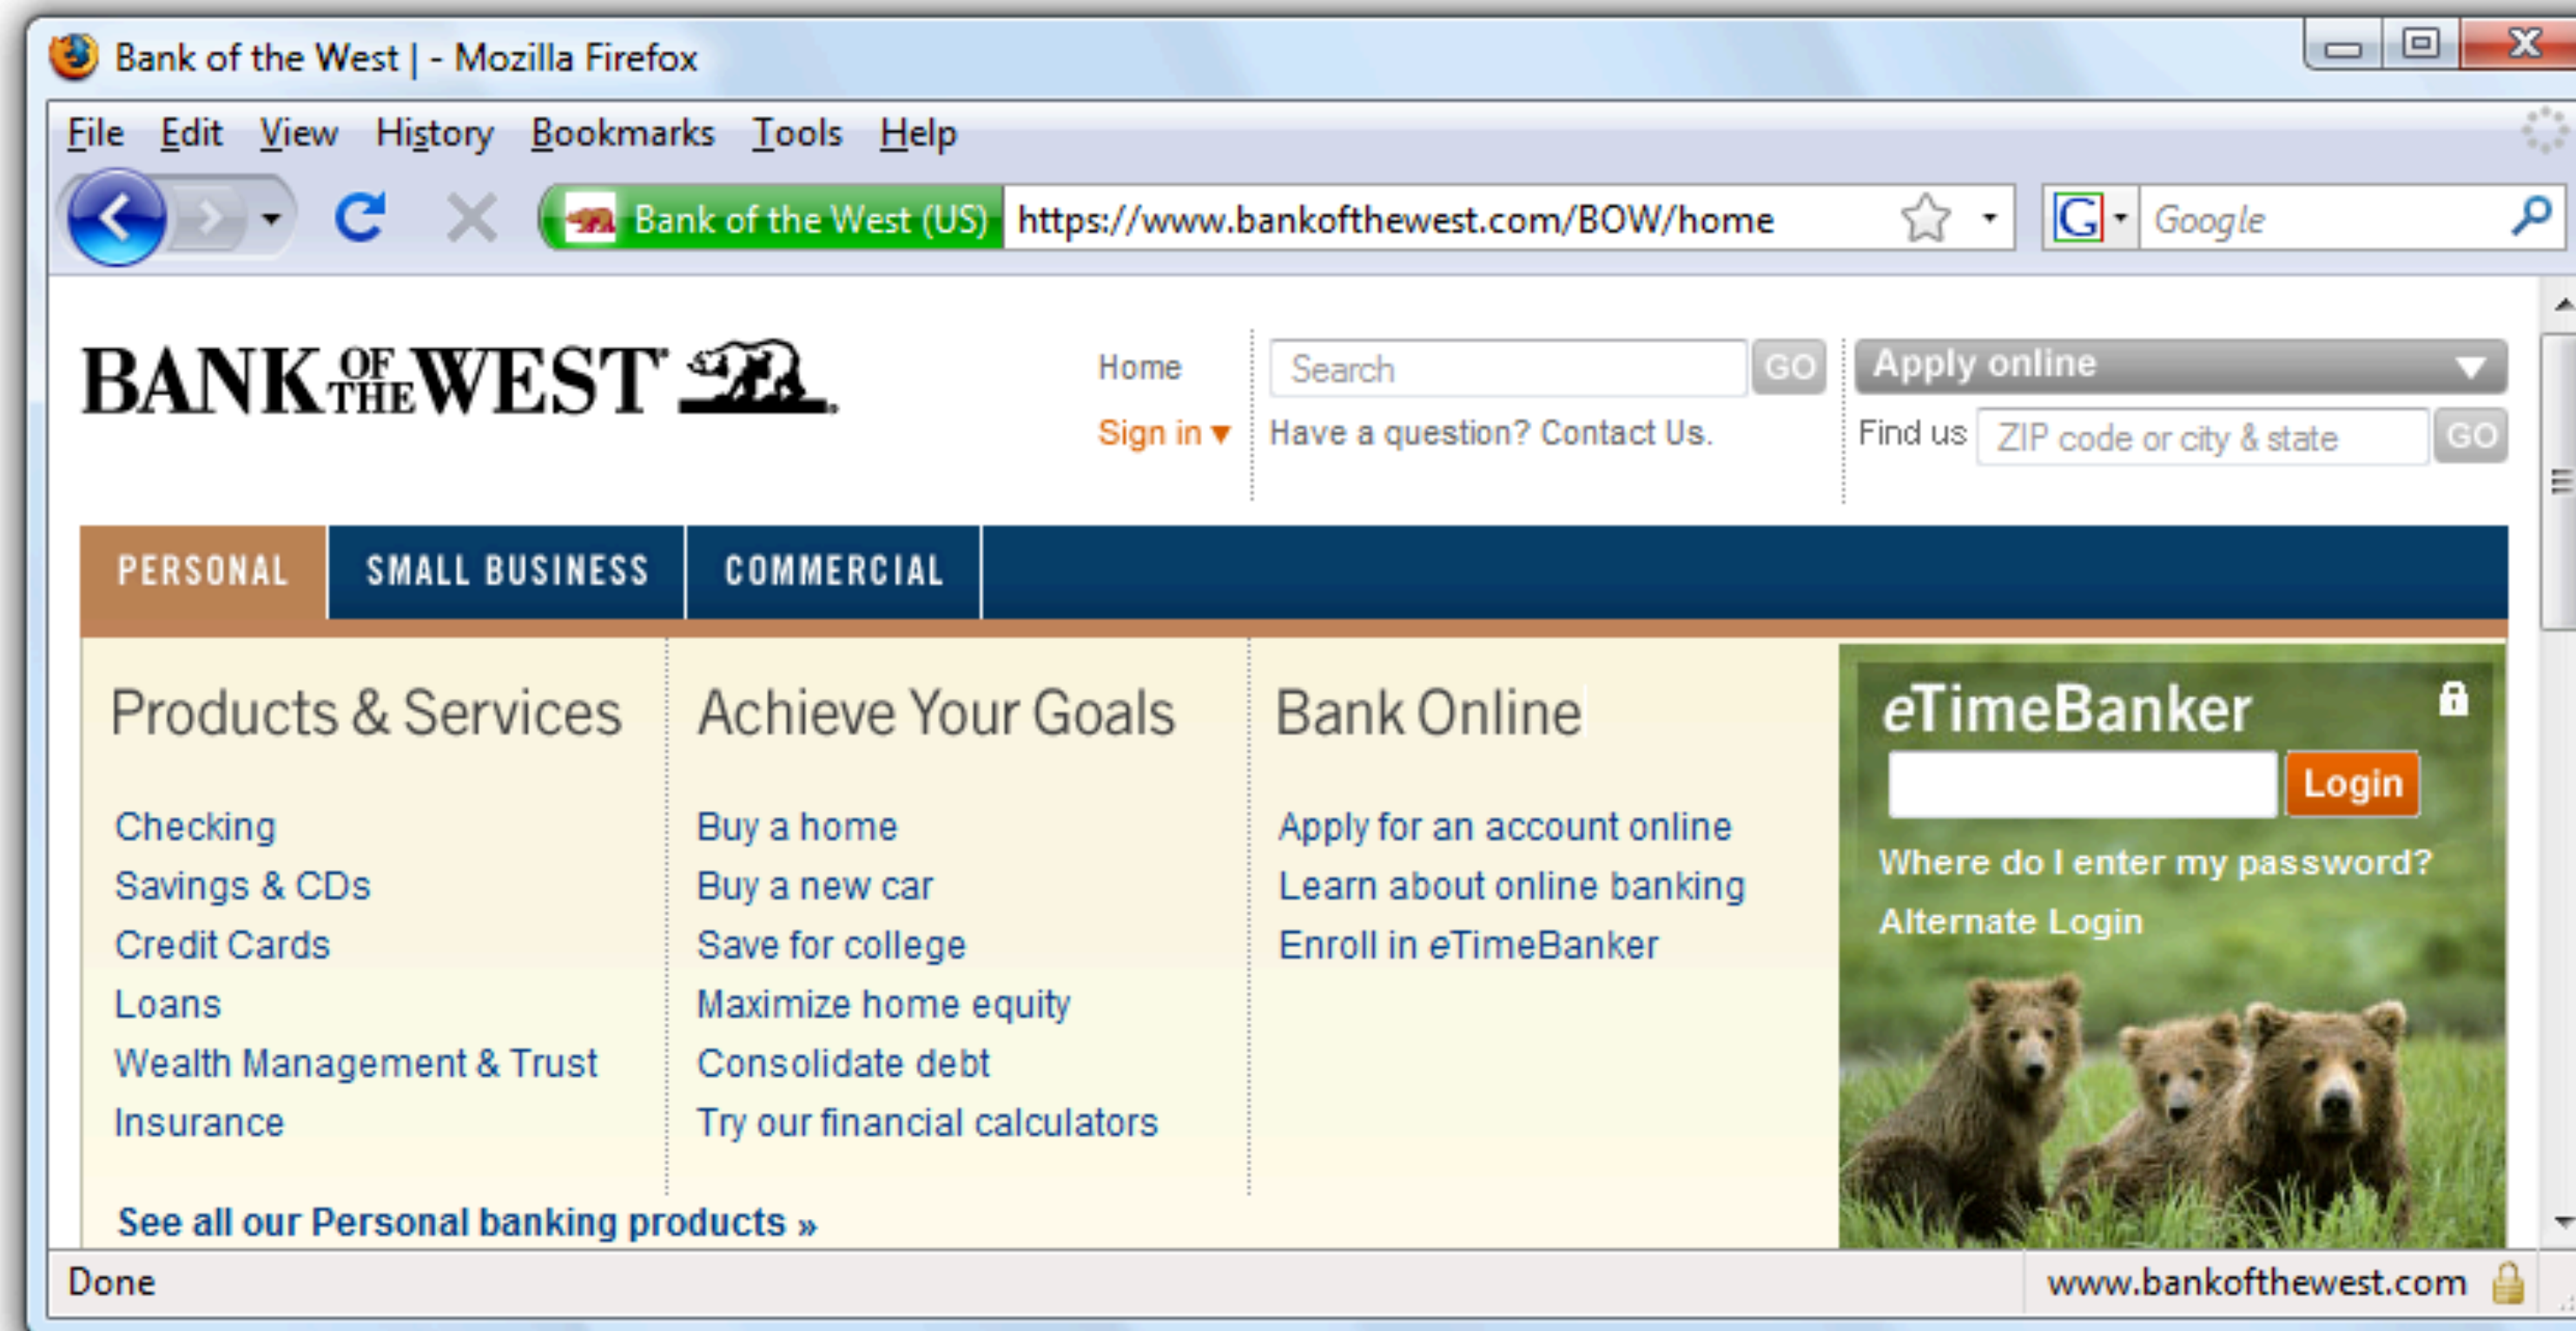 Bank of the West | - Mozilla Firefox
File Edit View History Bookmarks Tools Help
Bank of the West (US) https://www.bankofthewest.com/BOW/home G Google
BANK OF THE WEST
Home Search GO Apply online
Sign in Have a question? Contact Us. Find us ZIP code or city & state GO
PERSONAL SMALL BUSINESS COMMERCIAL
Products & Services
Checking
Savings & CDs
Credit Cards
Loans
Wealth Management & Trust
Insurance
See all our Personal banking products »
Achieve Your Goals
Buy a home
Buy a new car
Save for college
Maximize home equity
Consolidate debt
Try our financial calculators
Bank Online
Apply for an account online
Learn about online banking
Enroll in eTimeBanker
eTimeBanker
Login
Where do I enter my password?
Alternate Login
Done www.bankofthewest.com